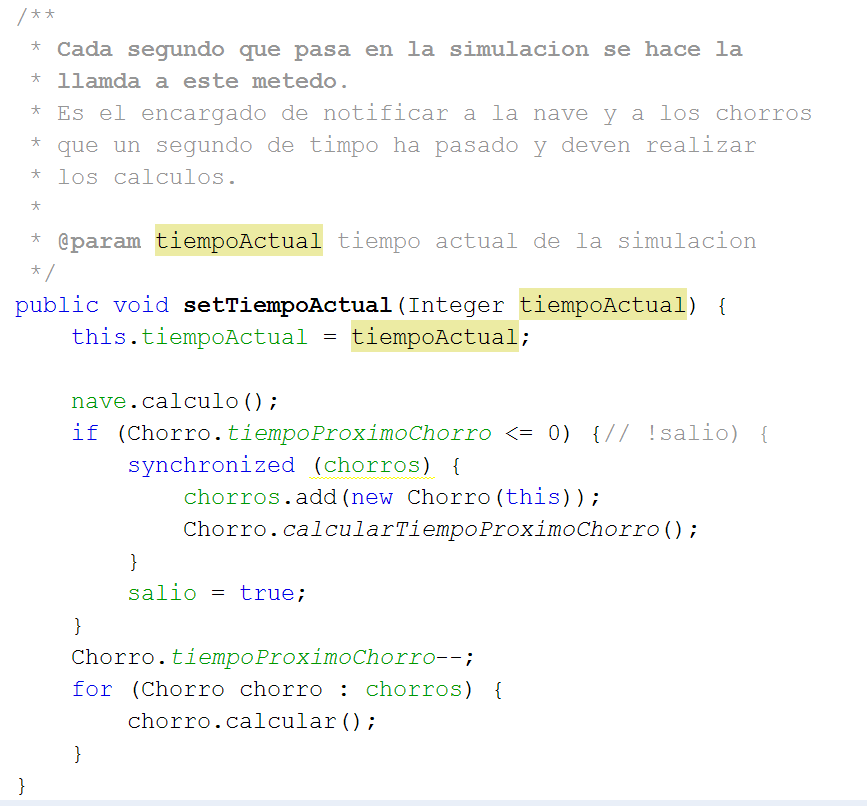 /**
 * Cada segundo que pasa en la simulacion se hace la
 * llamda a este metedo.
 * Es el encargado de notificar a la nave y a los chorros
 * que un segundo de timpo ha pasado y deven realizar
 * los calculos.
 *
 * @param tiempoActual tiempo actual de la simulacion
 */
public void setTiempoActual(Integer tiempoActual) {
    this.tiempoActual = tiempoActual;

    nave.calculo();
    if (Chorro.tiempoProximoChorro <= 0) {// !salio) {
        synchronized (chorros) {
            chorros.add(new Chorro(this));
            Chorro.calcularTiempoProximoChorro();
        }
        salio = true;
    }
    Chorro.tiempoProximoChorro--;
    for (Chorro chorro : chorros) {
        chorro.calcular();
    }
}